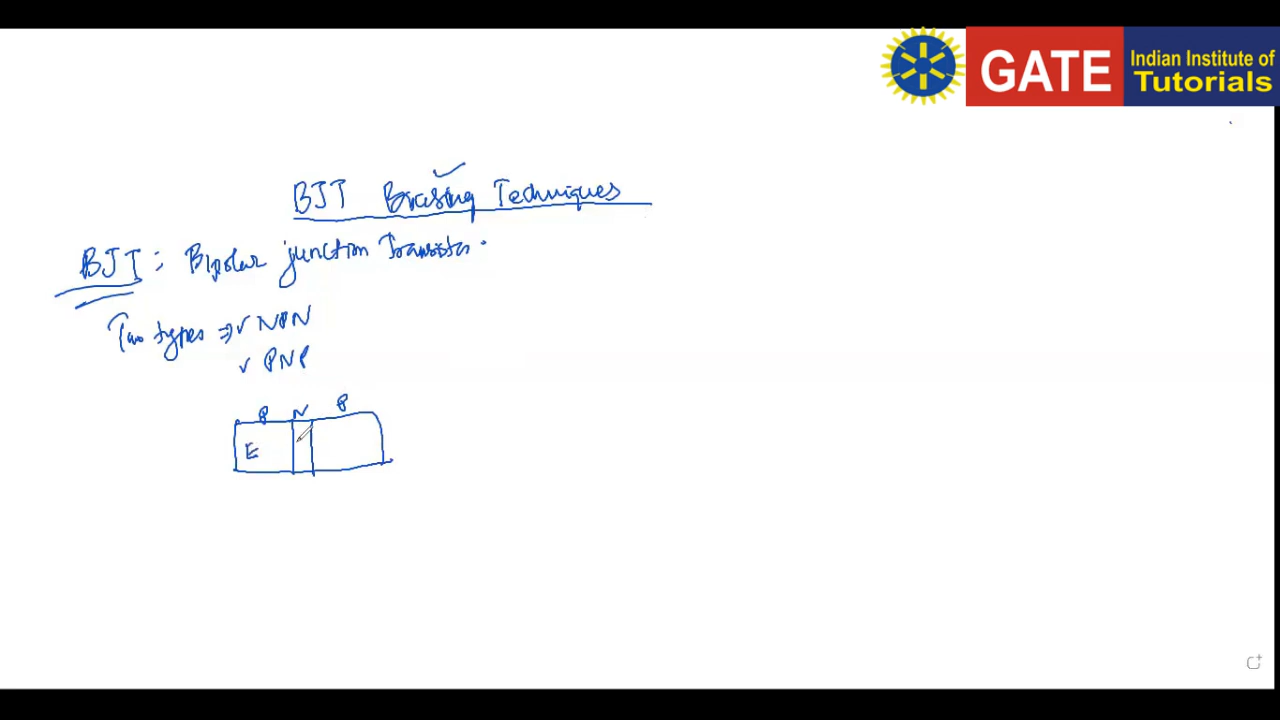 GATE
Indian Institute of
Tutorials
BJT Biasing Techniques
BJT : Bipolar junction Transistor.
Two types ⇒ ✓ NPN
✓ PNP
P N P
E